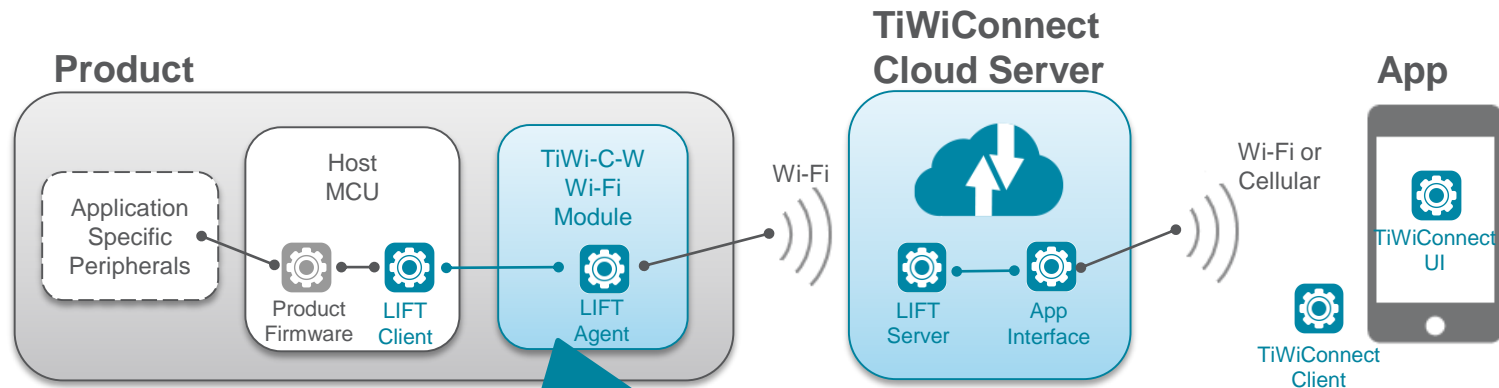 Product
Application
Specific
Peripherals
Host
MCU
Product
Firmware
LIFT
Client
TiWi-C-W
Wi-Fi
Module
LIFT
Agent
Wi-Fi
TiWiConnect
Cloud Server
LIFT
Server
App
Interface
Wi-Fi or
Cellular
App
TiWiConnect
UI
TiWiConnect
Client